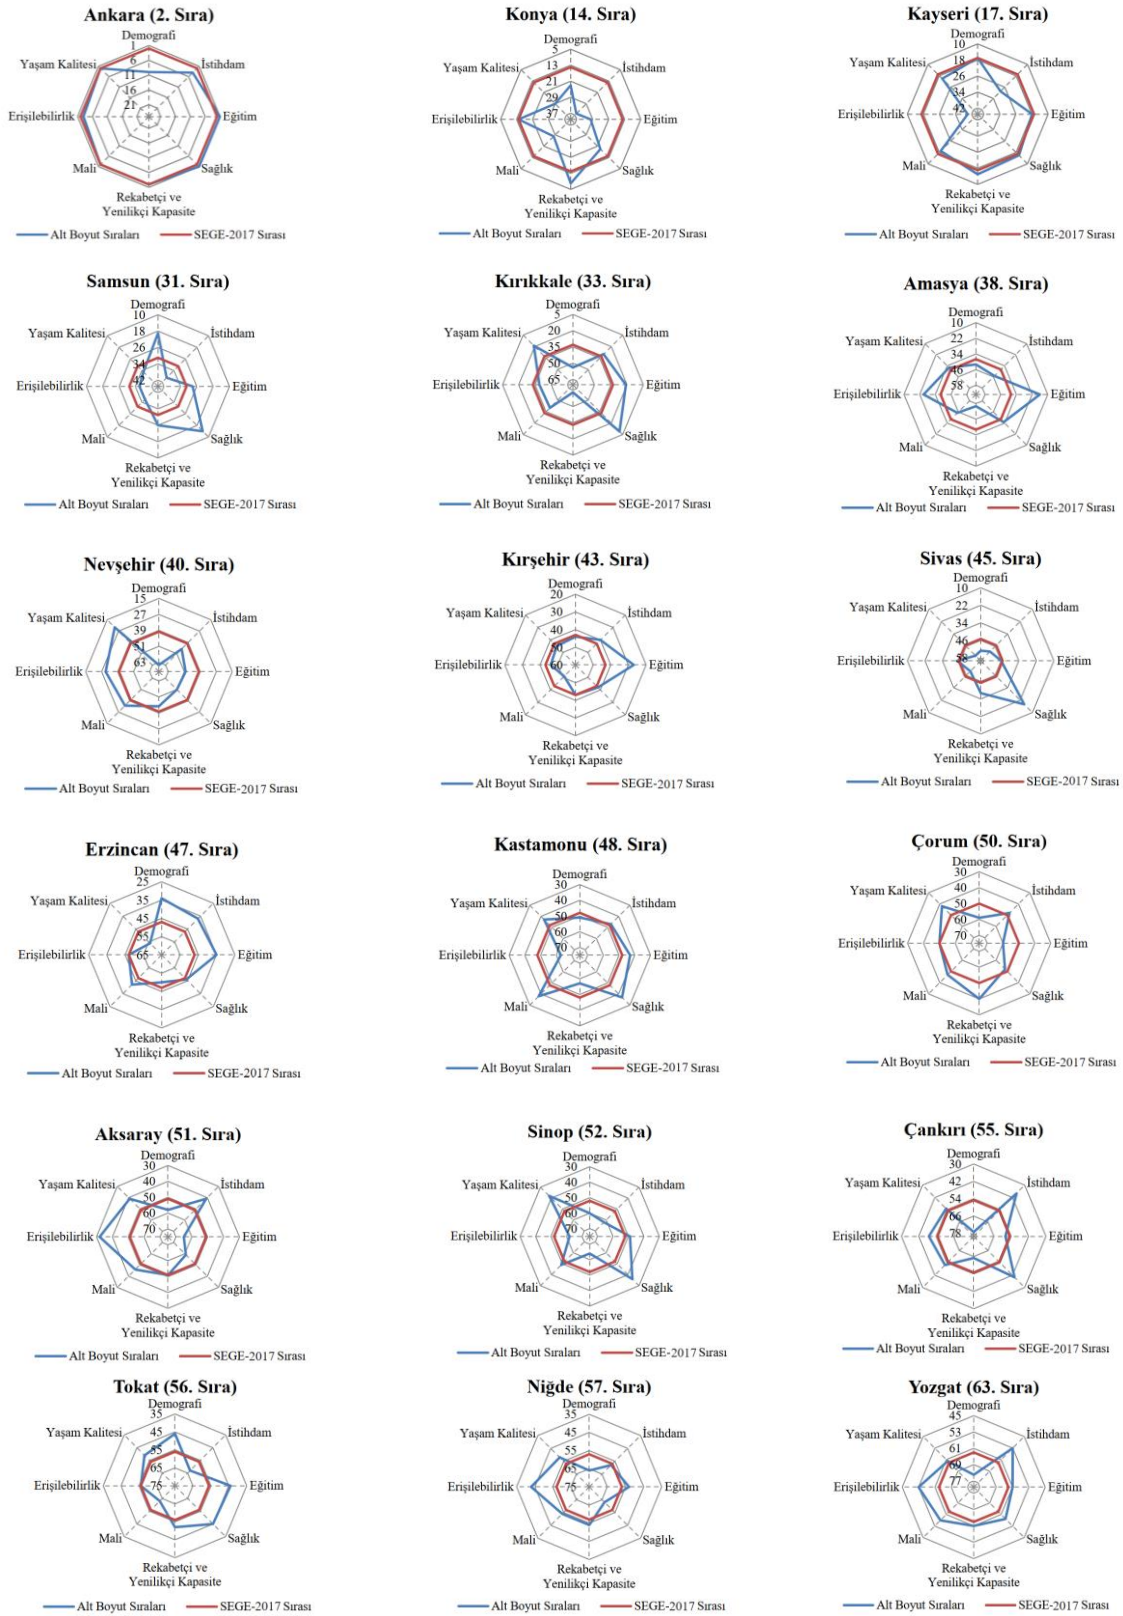 Ankara (2. Sıra)
Demografi
1
6
11
16
21
İstihdam
Eğitim
Sağlık
Rekabetçi ve
Yenilikçi Kapasite
Mali
Erişilebilirlik
Yaşam Kalitesi
Alt Boyut Sıraları
SEGE-2017 Sırası
Konya (14. Sıra)
Demografi
5
13
21
29
37
İstihdam
Eğitim
Sağlık
Rekabetçi ve
Yenilikçi Kapasite
Mali
Erişilebilirlik
Yaşam Kalitesi
Alt Boyut Sıraları
SEGE-2017 Sırası
Kayseri (17. Sıra)
Demografi
10
18
26
34
42
İstihdam
Eğitim
Sağlık
Rekabetçi ve
Yenilikçi Kapasite
Mali
Erişilebilirlik
Yaşam Kalitesi
Alt Boyut Sıraları
SEGE-2017 Sırası
Samsun (31. Sıra)
Demografi
10
18
26
34
42
İstihdam
Eğitim
Sağlık
Rekabetçi ve
Yenilikçi Kapasite
Mali
Erişilebilirlik
Yaşam Kalitesi
Alt Boyut Sıraları
SEGE-2017 Sırası
Kırıkkale (33. Sıra)
Demografi
5
20
35
50
65
İstihdam
Eğitim
Sağlık
Rekabetçi ve
Yenilikçi Kapasite
Mali
Erişilebilirlik
Yaşam Kalitesi
Alt Boyut Sıraları
SEGE-2017 Sırası
Amasya (38. Sıra)
Demografi
10
22
34
46
58
İstihdam
Eğitim
Sağlık
Rekabetçi ve
Yenilikçi Kapasite
Mali
Erişilebilirlik
Yaşam Kalitesi
Alt Boyut Sıraları
SEGE-2017 Sırası
Nevşehir (40. Sıra)
Demografi
15
27
39
51
63
İstihdam
Eğitim
Sağlık
Rekabetçi ve
Yenilikçi Kapasite
Mali
Erişilebilirlik
Yaşam Kalitesi
Alt Boyut Sıraları
SEGE-2017 Sırası
Kırşehir (43. Sıra)
Demografi
20
30
40
50
60
İstihdam
Eğitim
Sağlık
Rekabetçi ve
Yenilikçi Kapasite
Mali
Erişilebilirlik
Yaşam Kalitesi
Alt Boyut Sıraları
SEGE-2017 Sırası
Sivas (45. Sıra)
Demografi
10
22
34
46
58
İstihdam
Eğitim
Sağlık
Rekabetçi ve
Yenilikçi Kapasite
Mali
Erişilebilirlik
Yaşam Kalitesi
Alt Boyut Sıraları
SEGE-2017 Sırası
Erzincan (47. Sıra)
Demografi
25
35
45
55
65
İstihdam
Eğitim
Sağlık
Rekabetçi ve
Yenilikçi Kapasite
Mali
Erişilebilirlik
Yaşam Kalitesi
Alt Boyut Sıraları
SEGE-2017 Sırası
Kastamonu (48. Sıra)
Demografi
30
40
50
60
70
İstihdam
Eğitim
Sağlık
Rekabetçi ve
Yenilikçi Kapasite
Mali
Erişilebilirlik
Yaşam Kalitesi
Alt Boyut Sıraları
SEGE-2017 Sırası
Çorum (50. Sıra)
Demografi
30
40
50
60
70
İstihdam
Eğitim
Sağlık
Rekabetçi ve
Yenilikçi Kapasite
Mali
Erişilebilirlik
Yaşam Kalitesi
Alt Boyut Sıraları
SEGE-2017 Sırası
Aksaray (51. Sıra)
Demografi
30
40
50
60
70
İstihdam
Eğitim
Sağlık
Rekabetçi ve
Yenilikçi Kapasite
Mali
Erişilebilirlik
Yaşam Kalitesi
Alt Boyut Sıraları
SEGE-2017 Sırası
Sinop (52. Sıra)
Demografi
30
40
50
60
70
İstihdam
Eğitim
Sağlık
Rekabetçi ve
Yenilikçi Kapasite
Mali
Erişilebilirlik
Yaşam Kalitesi
Alt Boyut Sıraları
SEGE-2017 Sırası
Çankırı (55. Sıra)
Demografi
30
42
54
66
78
İstihdam
Eğitim
Sağlık
Rekabetçi ve
Yenilikçi Kapasite
Mali
Erişilebilirlik
Yaşam Kalitesi
Alt Boyut Sıraları
SEGE-2017 Sırası
Tokat (56. Sıra)
Demografi
35
45
55
65
75
İstihdam
Eğitim
Sağlık
Rekabetçi ve
Yenilikçi Kapasite
Mali
Erişilebilirlik
Yaşam Kalitesi
Alt Boyut Sıraları
SEGE-2017 Sırası
Niğde (57. Sıra)
Demografi
35
45
55
65
75
İstihdam
Eğitim
Sağlık
Rekabetçi ve
Yenilikçi Kapasite
Mali
Erişilebilirlik
Yaşam Kalitesi
Alt Boyut Sıraları
SEGE-2017 Sırası
Yozgat (63. Sıra)
Demografi
45
53
61
69
77
İstihdam
Eğitim
Sağlık
Rekabetçi ve
Yenilikçi Kapasite
Mali
Erişilebilirlik
Yaşam Kalitesi
Alt Boyut Sıraları
SEGE-2017 Sırası